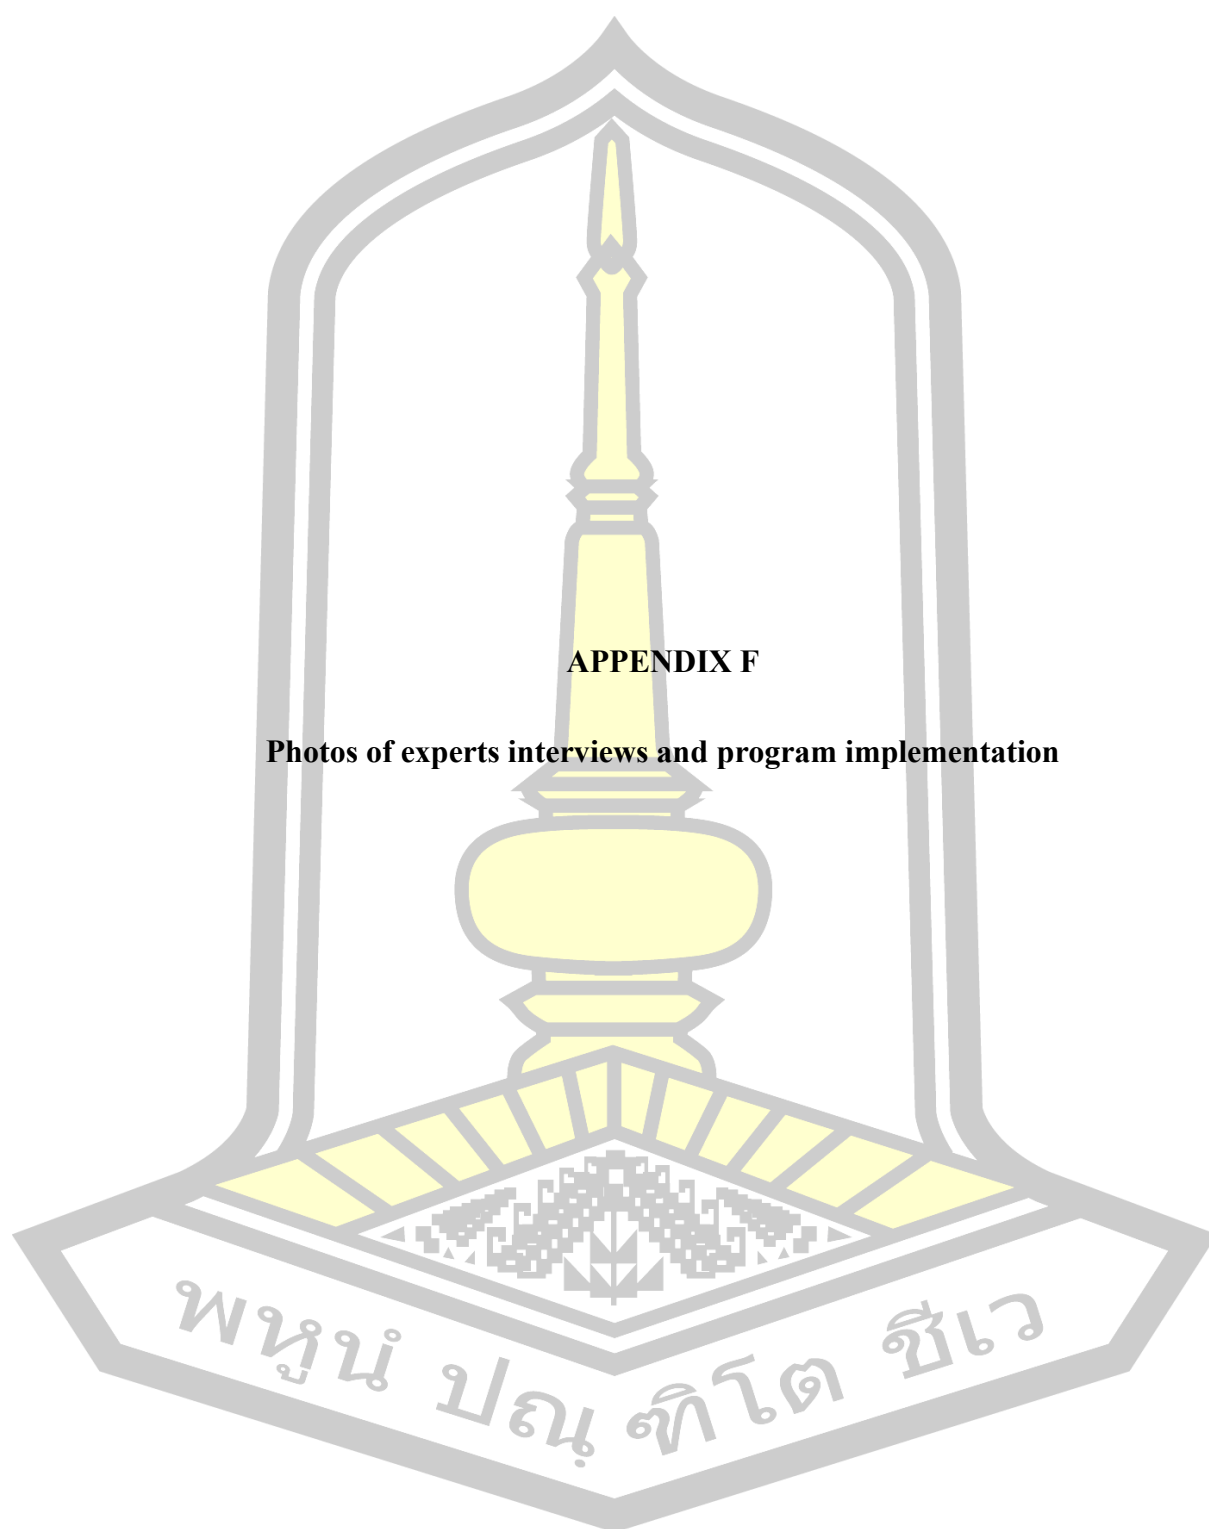 APPENDIX F
Photos of experts interviews and program implementation
พหูนํ ปณฺ ฑิโต ชีเว